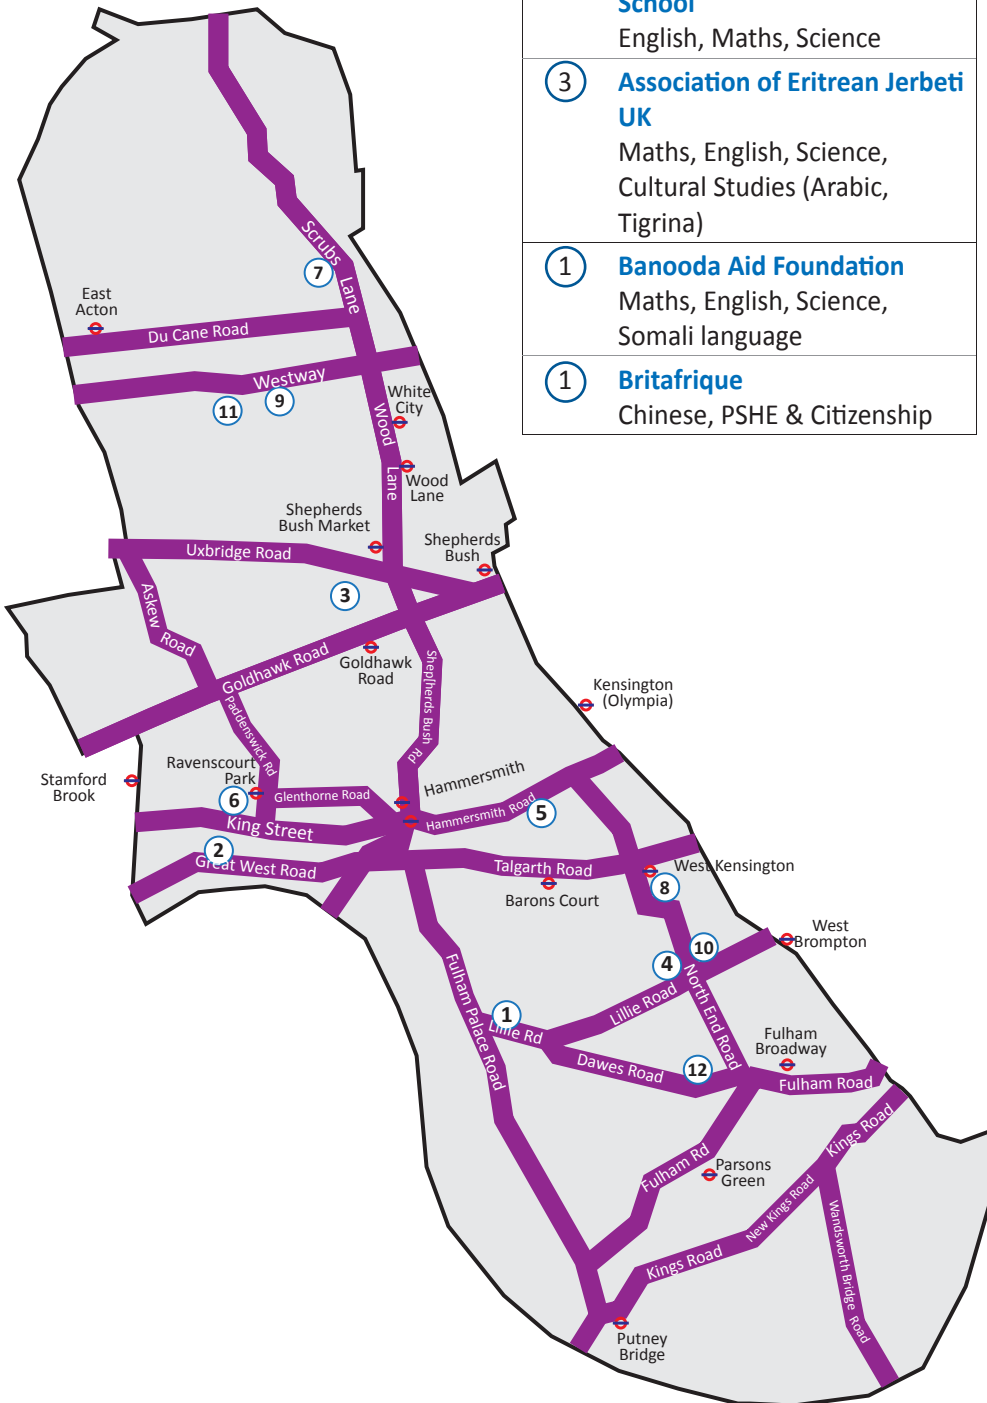 School
English, Maths, Science
3
Association of Eritrean Jerbeti
UK
Maths, English, Science,
Cultural Studies (Arabic,
Tigrina)
1
Banooda Aid Foundation
Maths, English, Science,
Somali language
1
Britafrique
Chinese, PSHE & Citizenship
Scrubs
Lane
7
East
Acton
Du Cane Road
Westway
9
11
White
City
Wood
Lane
Wood
Lane
Shepherds
Bush Market
Shepherds
Bush
Uxbridge Road
3
Askew
Road
Goldhawk Road
Goldhawk
Road
Shep[herds Bush
Rd
Paddenswick Rd
Kensington
(Olympia)
Stamford
Brook
Ravenscourt
Park
6
Glenthorne Road
Hammersmith
Hammersmith Road
5
King Street
2
Great West Road
Talgarth Road
Barons Court
West Kensington
8
West
Brompton
10
4
North End Road
Lillie Road
1
Lillie Rd
Fulham Palace Road
Dawes Road
12
Fulham
Broadway
Fulham Road
Kings Road
Fulham Rd
Parsons
Green
New Kings Road
Wandsworth Bridge
Road
Kings Road
Putney
Bridge